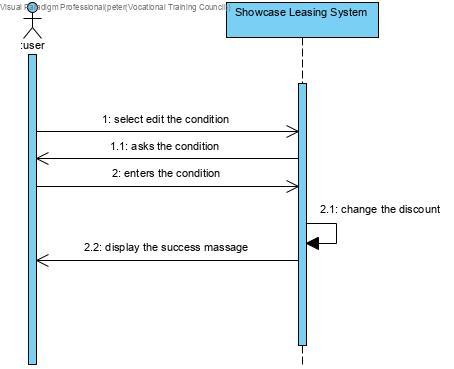 Visual Paradigm Professional(peter(Vocational Training Council))
Showcase Leasing System
:user
1: select edit the condition
1.1: asks the condition
2: enters the condition
2.1: change the discount
2.2: display the success massage